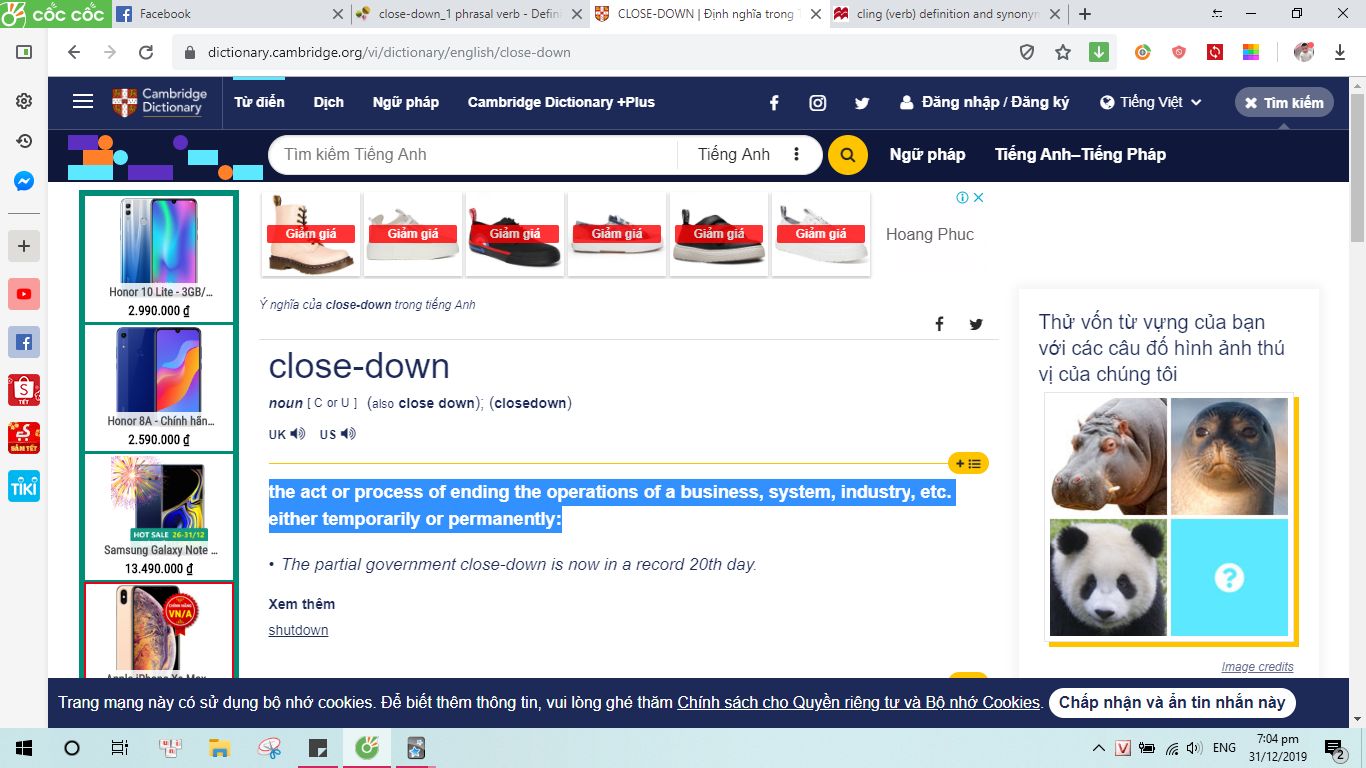 cốc cốc
Facebook
close-down_1 phrasal verb - Defini
CLOSE-DOWN | Định nghĩa trong T
cling (verb) definition and synonym
dictionary.cambridge.org/vi/dictionary/english/close-down
Cambridge Dictionary
Từ điển
Dịch
Ngữ pháp
Cambridge Dictionary +Plus
Đăng nhập / Đăng ký
Tiếng Việt
Tìm kiếm
Tìm kiếm Tiếng Anh
Tiếng Anh
Ngữ pháp
Tiếng Anh–Tiếng Pháp
Giảm giá
Giảm giá
Giảm giá
Giảm giá
Giảm giá
Giảm giá
Hoang Phuc
Honor 10 Lite - 3GB/...
2.990.000 ₫
Honor 8A - Chính hãn...
2.590.000 ₫
HOT SALE 26-31/12
Samsung Galaxy Note ...
13.490.000 ₫
CHÍNH HÃNG
VN/A
Apple iPhone Xs Max
Ý nghĩa của close-down trong tiếng Anh
close-down
noun [ C or U ] (also close down); (closedown)
UK US
the act or process of ending the operations of a business, system, industry, etc.
either temporarily or permanently:
• The partial government close-down is now in a record 20th day.
Xem thêm
shutdown
Thử vốn từ vựng của bạn
với các câu đố hình ảnh thú
vị của chúng tôi
?
Image credits
TẾT
SẮM TẾT
TIKI
Trang mạng này có sử dụng bộ nhớ cookies. Để biết thêm thông tin, vui lòng ghé thăm Chính sách cho Quyền riêng tư và Bộ nhớ Cookies.
Chấp nhận và ẩn tin nhắn này
V
ENG
7:04 pm
31/12/2019
2